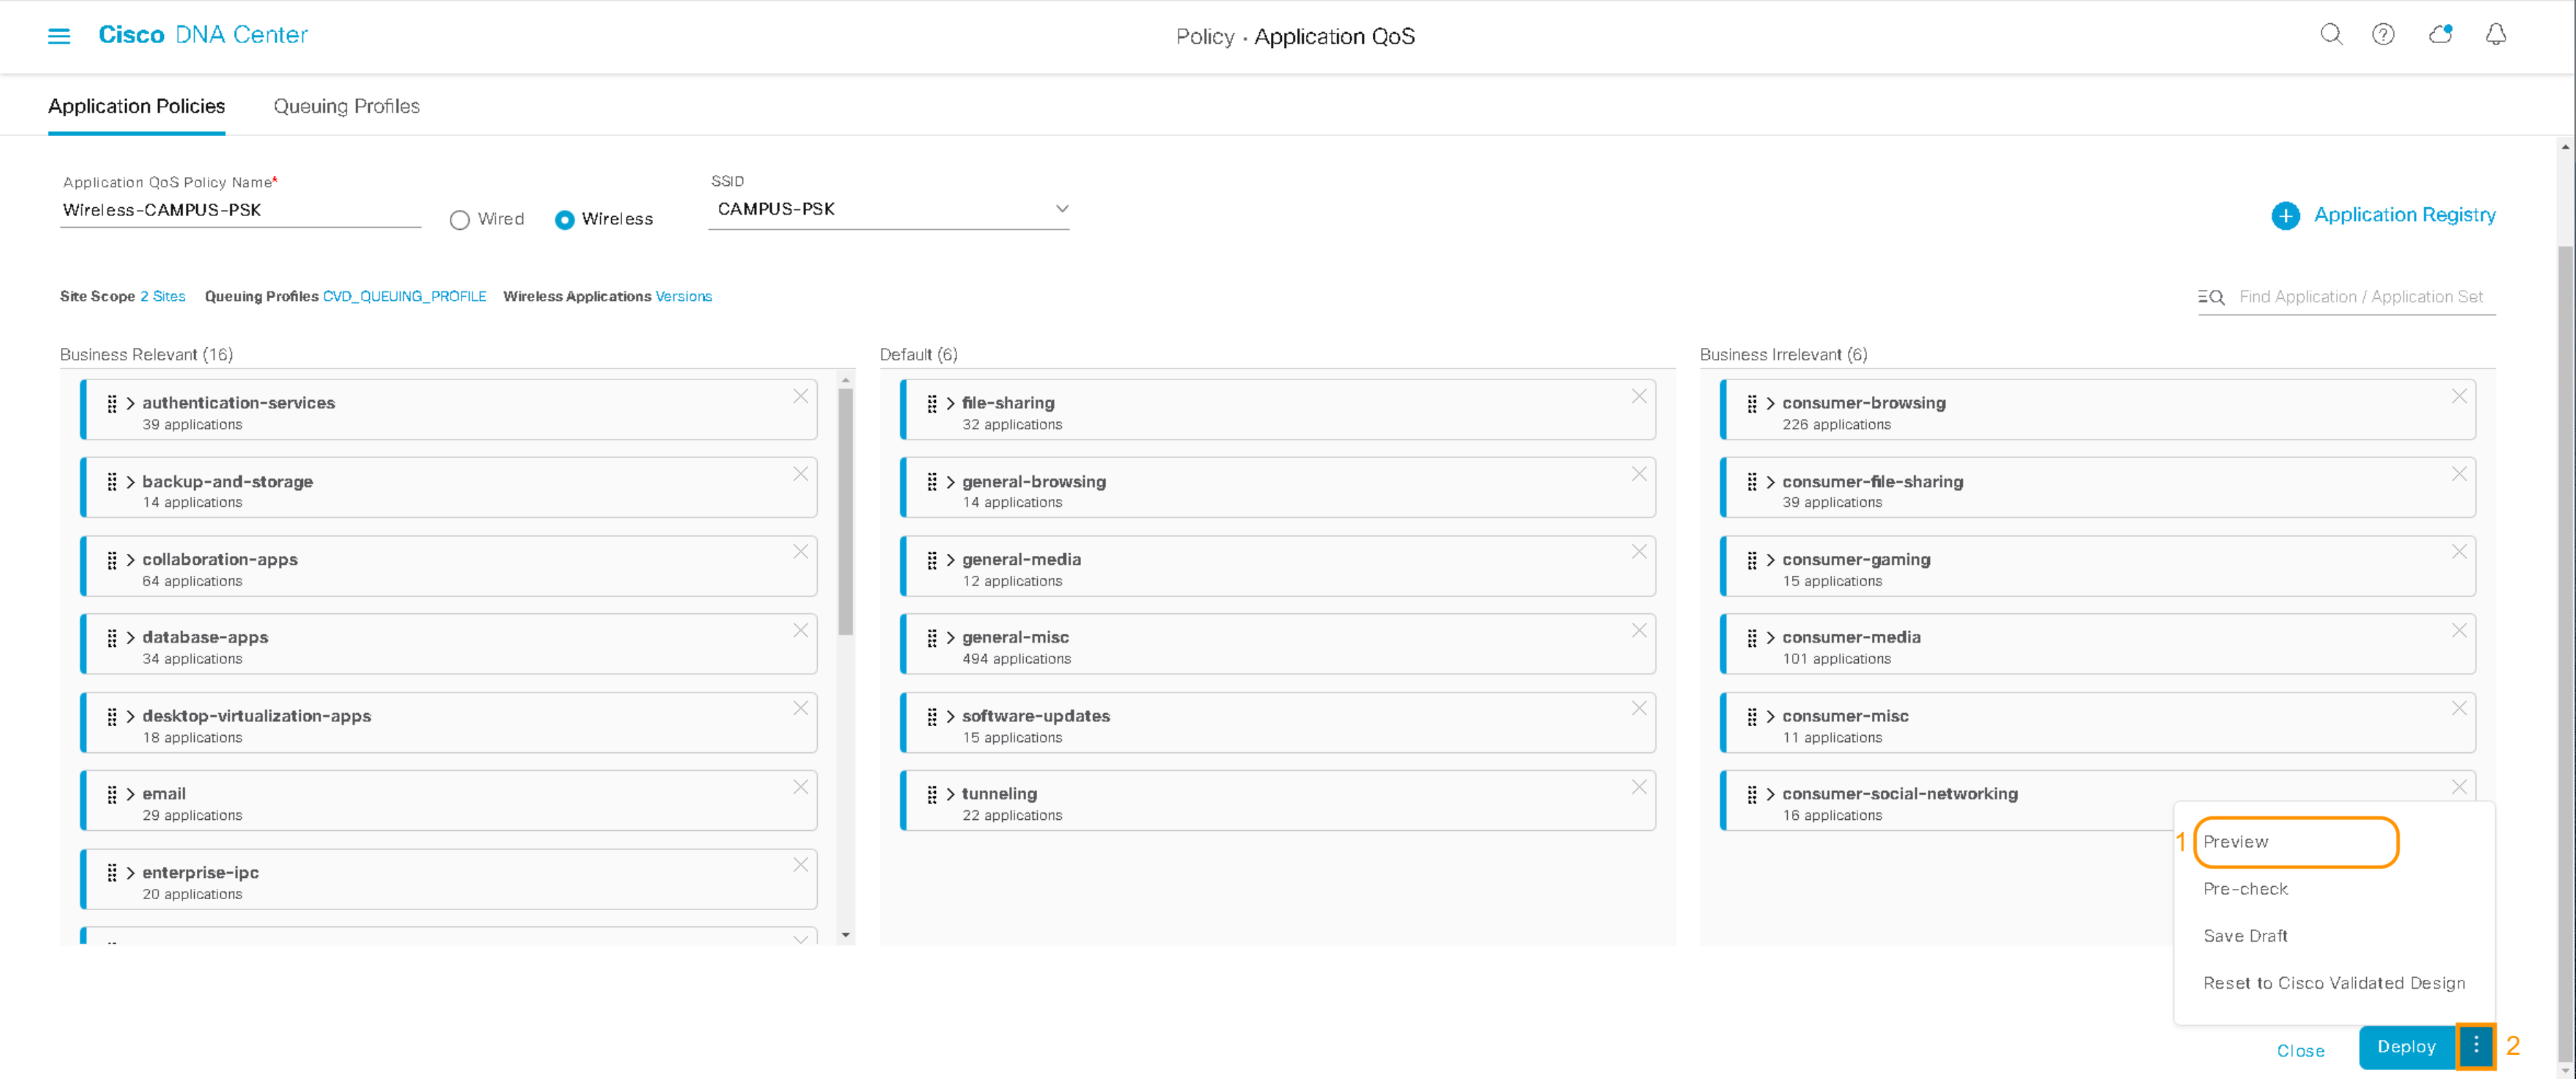 Cisco DNA Center
Policy · Application QoS
Application Policies
Queuing Profiles
Application QoS Policy Name*
Wireless-CAMPUS-PSK
Wired
Wireless
SSID
CAMPUS-PSK
Application Registry
Site Scope 2 Sites Queuing Profiles CVD_QUEUING_PROFILE Wireless Applications Versions
Find Application / Application Set
Business Relevant (16)
authentication-services
39 applications
backup-and-storage
14 applications
collaboration-apps
64 applications
database-apps
34 applications
desktop-virtualization-apps
18 applications
email
29 applications
enterprise-ipc
20 applications
Default (6)
file-sharing
32 applications
general-browsing
14 applications
general-media
12 applications
general-misc
494 applications
software-updates
15 applications
tunneling
22 applications
Business Irrelevant (6)
consumer-browsing
226 applications
consumer-file-sharing
39 applications
consumer-gaming
15 applications
consumer-media
101 applications
consumer-misc
11 applications
consumer-social-networking
16 applications
1 Preview
Pre-check
Save Draft
Reset to Cisco Validated Design
Close
Deploy
2